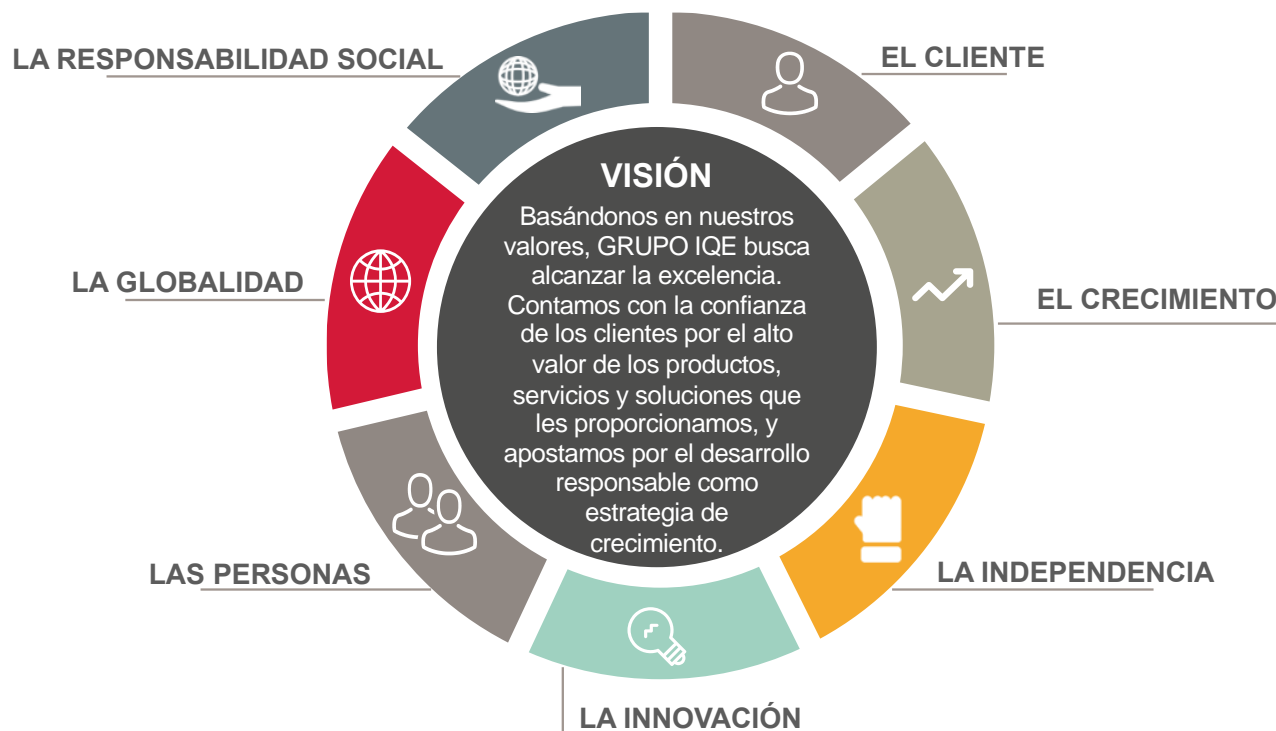 LA RESPONSABILIDAD SOCIAL
EL CLIENTE
VISIÓN
Basándonos en nuestros
valores, GRUPO IQE busca
alcanzar la excelencia.
Contamos con la confianza
de los clientes por el alto
valor de los productos,
servicios y soluciones que
les proporcionamos, y
apostamos por el desarrollo
responsable como
estrategia de
crecimiento.
LA GLOBALIDAD
EL CRECIMIENTO
LAS PERSONAS
LA INDEPENDENCIA
LA INNOVACIÓN